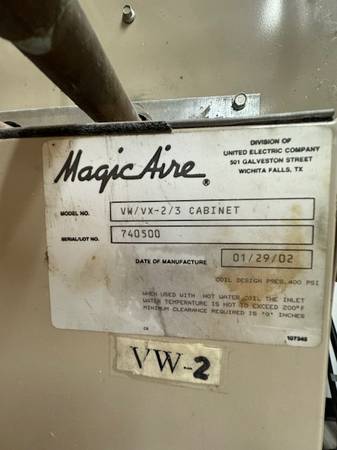 MagicAire®
DIVISION OF
UNITED ELECTRIC COMPANY
501 GALVESTON STREET
WICHITA FALLS, TX
MODEL NO. VW/VX-2/3 CABINET
SERIAL/LOT NO. 740500
DATE OF MANUFACTURE 01/29/02
COIL DESIGN PRES. 400 PSI
WHEN USED WITH HOT WATER COIL THE INLET
WATER TEMPERATURE IS NOT TO EXCEED 200°F
MINIMUM CLEARANCE REQUIRED IS "0" INCHES
107348
VW-2